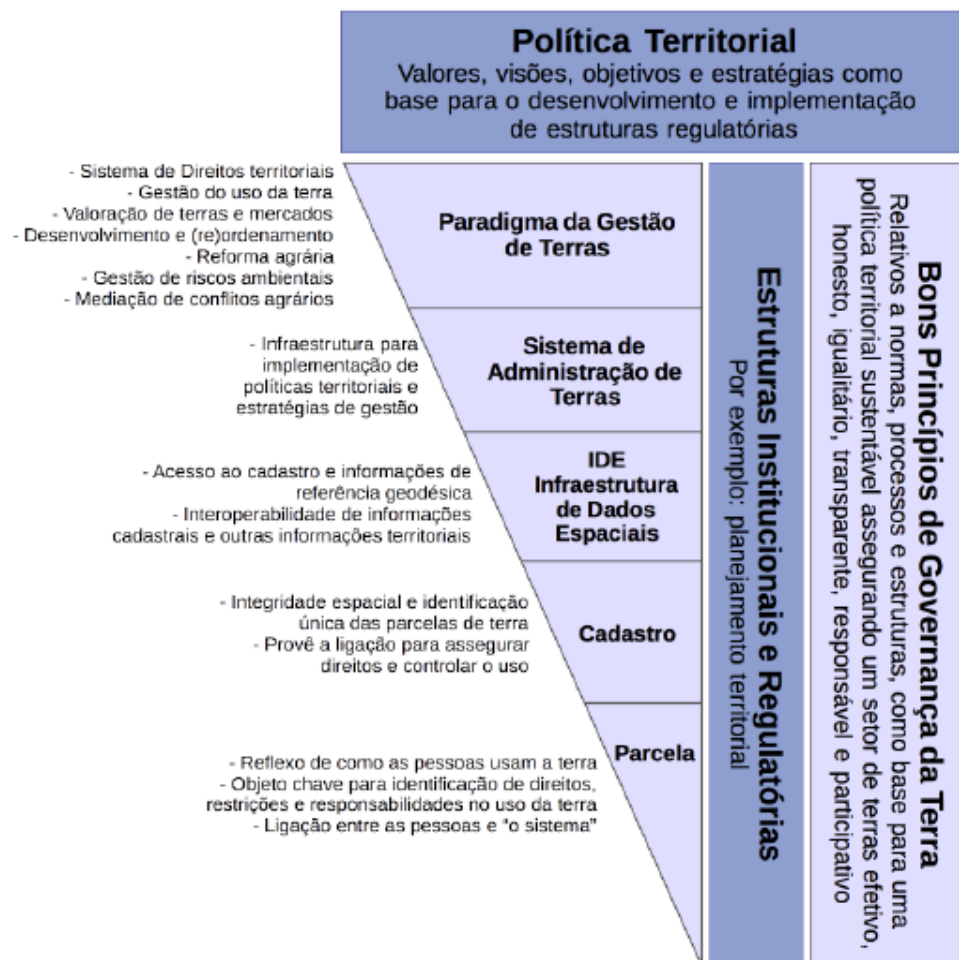 Política Territorial
Valores, visões, objetivos e estratégias como
base para o desenvolvimento e implementação
de estruturas regulatórias
- Sistema de Direitos territoriais
- Gestão do uso da terra
- Valoração de terras e mercados
- Desenvolvimento e (re)ordenamento
- Reforma agrária
- Gestão de riscos ambientais
- Mediação de conflitos agrários
Paradigma da Gestão
de Terras
- Infraestrutura para
implementação de
políticas territoriais e
estratégias de gestão
Sistema de
Administração de
Terras
- Acesso ao cadastro e informações de
referência geodésica
- Interoperabilidade de informações
cadastrais e outras informações territoriais
IDE
Infraestrutura
de Dados
Espaciais
- Integridade espacial e identificação
única das parcelas de terra
- Provê a ligação para assegurar
direitos e controlar o uso
Cadastro
- Reflexo de como as pessoas usam a terra
- Objeto chave para identificação de direitos,
restrições e responsabilidades no uso da terra
- Ligação entre as pessoas e “o sistema”
Parcela
Estruturas Institucionais e Regulatórias
Por exemplo: planejamento territorial
Bons Princípios de Governança da Terra
Relativos a normas, processos e estruturas, como base para uma
política territorial sustentável assegurando um setor de terras efetivo,
honesto, igualitário, transparente, responsável e participativo